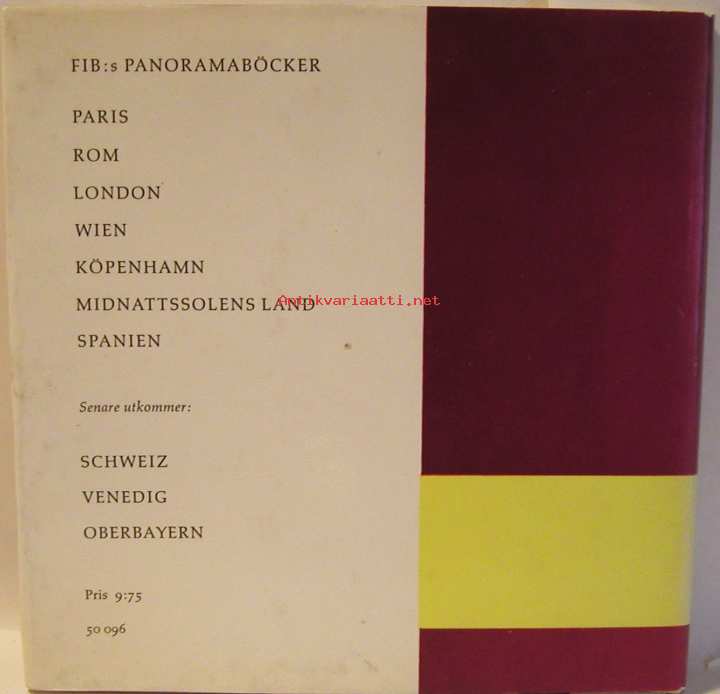 FIB:s PANORAMABÖCKER
PARIS
ROM
LONDON
WIEN
KÖPENHAMN
MIDNATTSSOLENS LAND
Antikvariaatti.net
SPANIEN
Senare utkommer:
SCHWEIZ
VENEDIG
OBERBAYERN
Pris 9:75
50 096